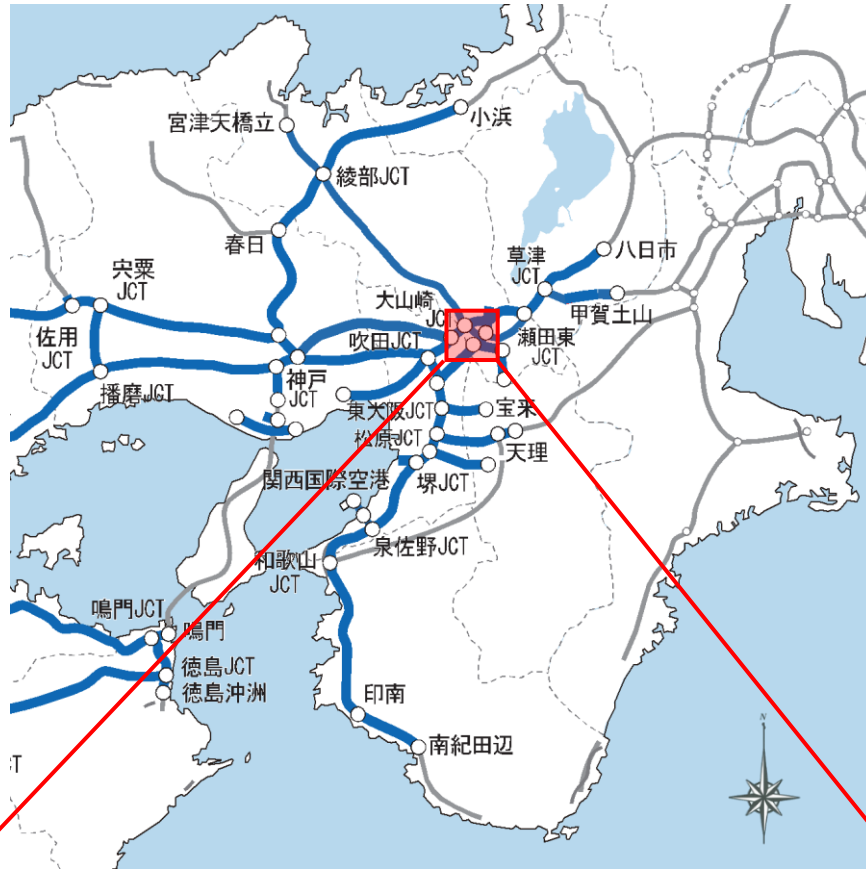 小浜
宮津天橋立
綾部JCT
春日
草津
JCT
八日市
宍粟
JCT
大山崎
JC
甲賀土山
佐用
JCT
吹田JCT
瀬田東
JCT
播磨JCT
神戸
JCT
東大阪JCT
宝来
松原JCT
天理
関西国際空港
堺JCT
泉佐野JCT
和歌山
JCT
鳴門JCT
鳴門
徳島JCT
徳島沖洲
印南
南紀田辺
N
CT